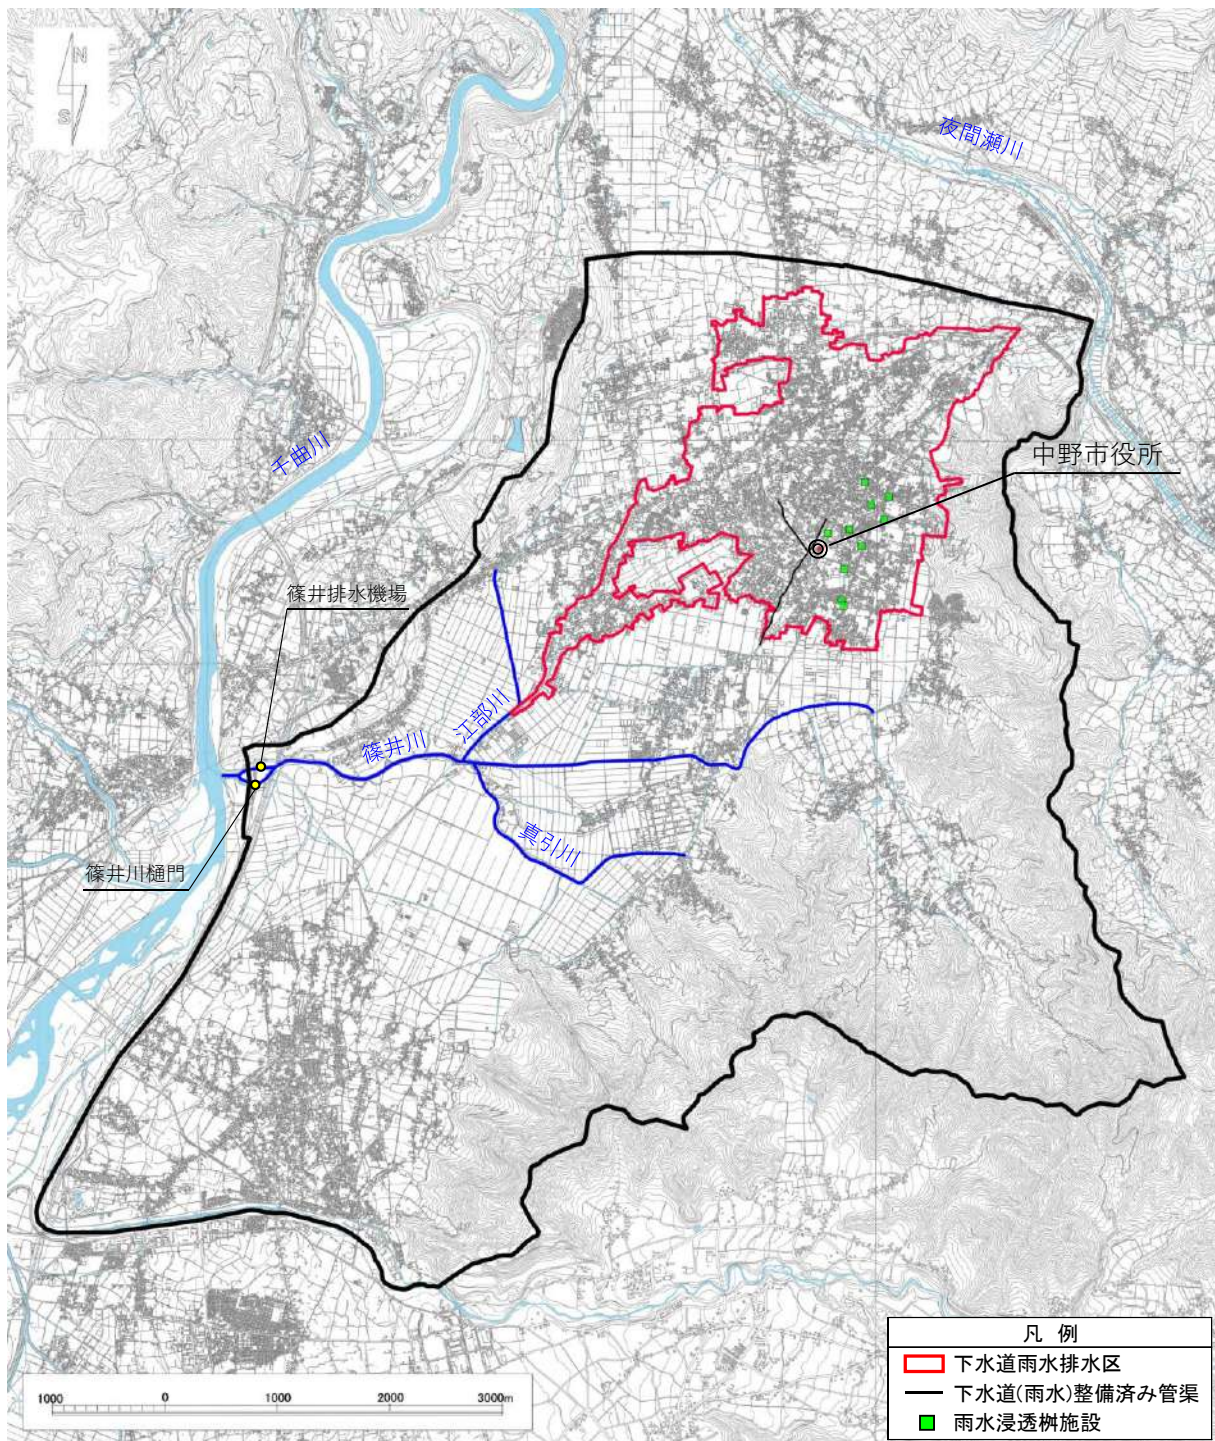 N
S
夜間瀬川
千曲川
中野市役所
篠井排水機場
江部川
篠井川
真引川
篠井川樋門
凡 例
下水道雨水排水区
下水道(雨水)整備済み管渠
雨水浸透桝施設
1000 0 1000 2000 3000m